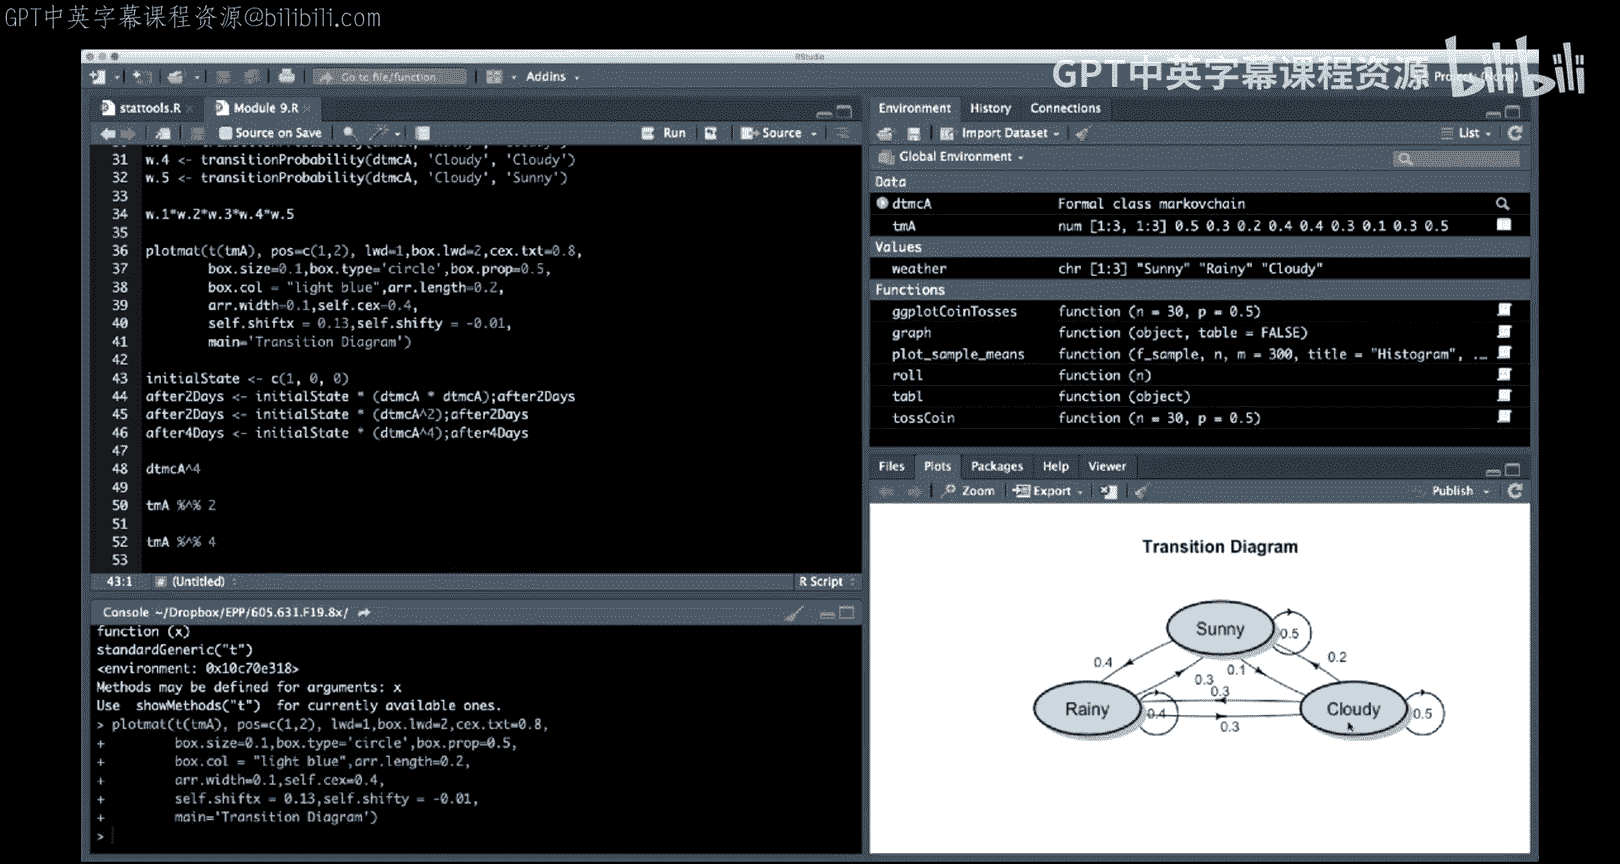 GPT中英字幕课程资源@bilibili.com
RStudio
GPT中英字幕课程资源 bilibili
Go to file/function
Addins
stattools.R
Module 9.R
Source on Save
Run
Source
31 w.4 <- transitionProbability(dtmcA, 'Cloudy', 'Cloudy')
32 w.5 <- transitionProbability(dtmcA, 'Cloudy', 'Sunny')
33
34 w.1*w.2*w.3*w.4*w.5
35
36 plotmat(t(tmA), pos=c(1,2), lwd=1,box.lwd=2,cex.txt=0.8,
37 box.size=0.1,box.type='circle',box.prop=0.5,
38 box.col = "light blue",arr.length=0.2,
39 arr.width=0.1,self.cex=0.4,
40 self.shiftx = 0.13,self.shifty = -0.01,
41 main='Transition Diagram')
42
43 initialState <- c(1, 0, 0)
44 after2Days <- initialState * (dtmcA * dtmcA);after2Days
45 after2Days <- initialState * (dtmcA^2);after2Days
46 after4Days <- initialState * (dtmcA^4);after4Days
47
48 dtmcA^4
49
50 tmA %^% 2
51
52 tmA %^% 4
53
43:1 # (Untitled) R Script
Console ~/Dropbox/EPP/605.631.F19.8x/
function (x)
standardGeneric("t")
<environment: 0x10c70e318>
Methods may be defined for arguments: x
Use showMethods("t") for currently available ones.
> plotmat(t(tmA), pos=c(1,2), lwd=1,box.lwd=2,cex.txt=0.8,
+ box.size=0.1,box.type='circle',box.prop=0.5,
+ box.col = "light blue",arr.length=0.2,
+ arr.width=0.1,self.cex=0.4,
+ self.shiftx = 0.13,self.shifty = -0.01,
+ main='Transition Diagram')
>
Environment History Connections
Import Dataset
List
Global Environment
Data
dtmcA Formal class markovchain
tmA num [1:3, 1:3] 0.5 0.3 0.2 0.4 0.4 0.3 0.1 0.3 0.5
Values
weather chr [1:3] "Sunny" "Rainy" "Cloudy"
Functions
ggplotCoinTosses function (n = 30, p = 0.5)
graph function (object, table = FALSE)
plot_sample_means function (f_sample, n, m = 300, title = "Histogram", ...
roll function (n)
tabl function (object)
tossCoin function (n = 30, p = 0.5)
Files Plots Packages Help Viewer
Zoom Export Publish
Transition Diagram
Sunny
0.5
0.4
0.2
0.1
0.3
0.3
Rainy
0.4
Cloudy
0.5
0.3